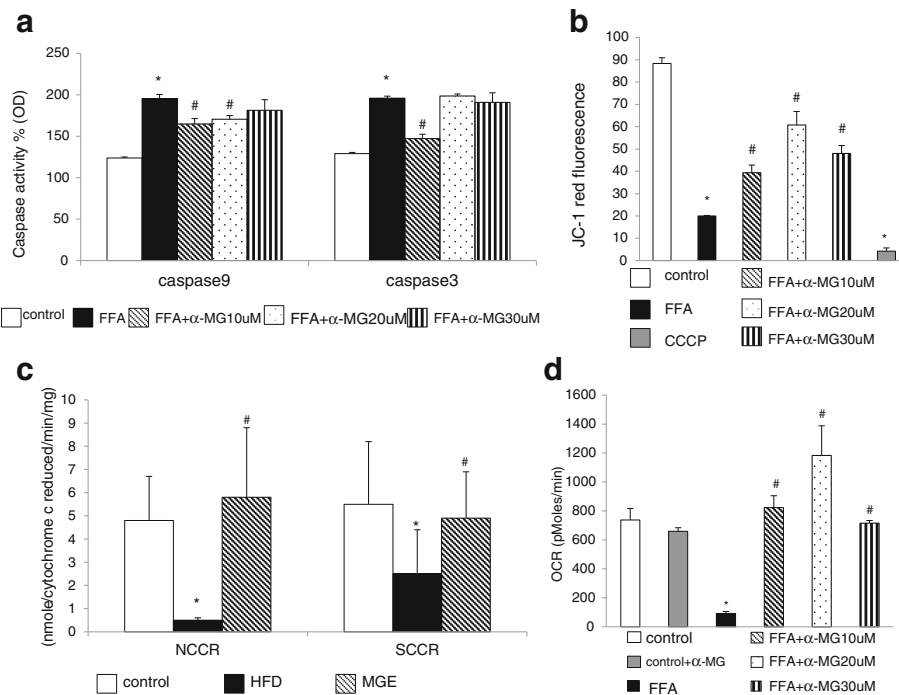 a
Caspase activity % (OD)
250
200
150
100
50
0
*
#
#
*
#
caspase9
caspase3
control
FFA
FFA+α-MG10uM
FFA+α-MG20uM
FFA+α-MG30uM
b
JC-1 red fluorescence
100
90
80
70
60
50
40
30
20
10
0
*
#
#
#
*
control
FFA
CCCP
FFA+α-MG10uM
FFA+α-MG20uM
FFA+α-MG30uM
c
(nmole/cytochrome c reduced/min/mg)
10
9
8
7
6
5
4
3
2
1
0
*
#
*
#
NCCR
SCCR
control
HFD
MGE
d
OCR (pMoles/min)
1600
1400
1200
1000
800
600
400
200
0
*
#
#
#
control
control+α-MG
FFA
FFA+α-MG10uM
FFA+α-MG20uM
FFA+α-MG30uM